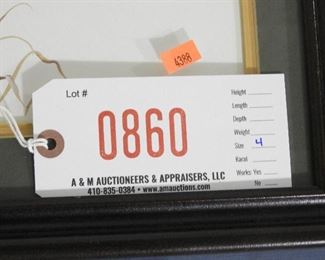 4388
Lot #
0860
A & M AUCTIONEERS & APPRAISERS, LLC
410-835-0384 • www.amauctions.com
Height
Length
Depth
Weight
Size 4
Karat
Works: Yes
No